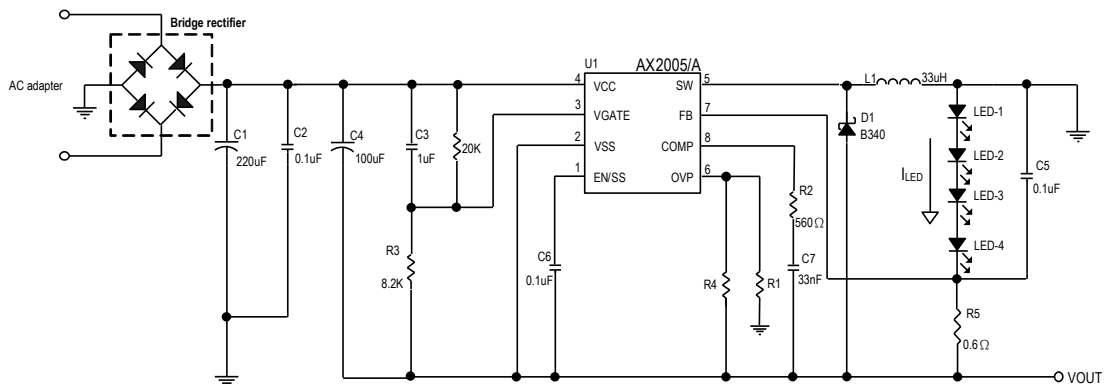 Bridge rectifier
AC adapter
U1
AX2005/A
4
VCC
3
VGATE
2
VSS
1
EN/SS
SW
5
FB
7
COMP
8
OVP
6
C1
220uF
C2
0.1uF
C4
100uF
C3
1uF
20K
R3
8.2K
C6
0.1uF
R4
R1
R2
560Ω
C7
33nF
D1
B340
L1
33uH
LED-1
LED-2
LED-3
LED-4
ILED
C5
0.1uF
R5
0.6Ω
VOUT